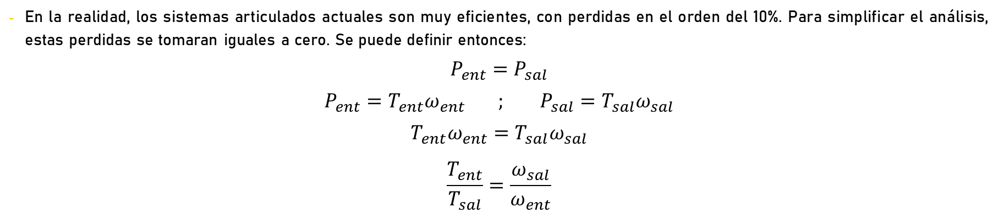 - En la realidad, los sistemas articulados actuales son muy eficientes, con perdidas en el orden del 10%. Para simplificar el análisis,
estas perdidas se tomaran iguales a cero. Se puede definir entonces:
P_ent = P_sal
P_ent = T_ent ω_ent ; P_sal = T_sal ω_sal
T_ent ω_ent = T_sal ω_sal
T_ent / T_sal = ω_sal / ω_ent